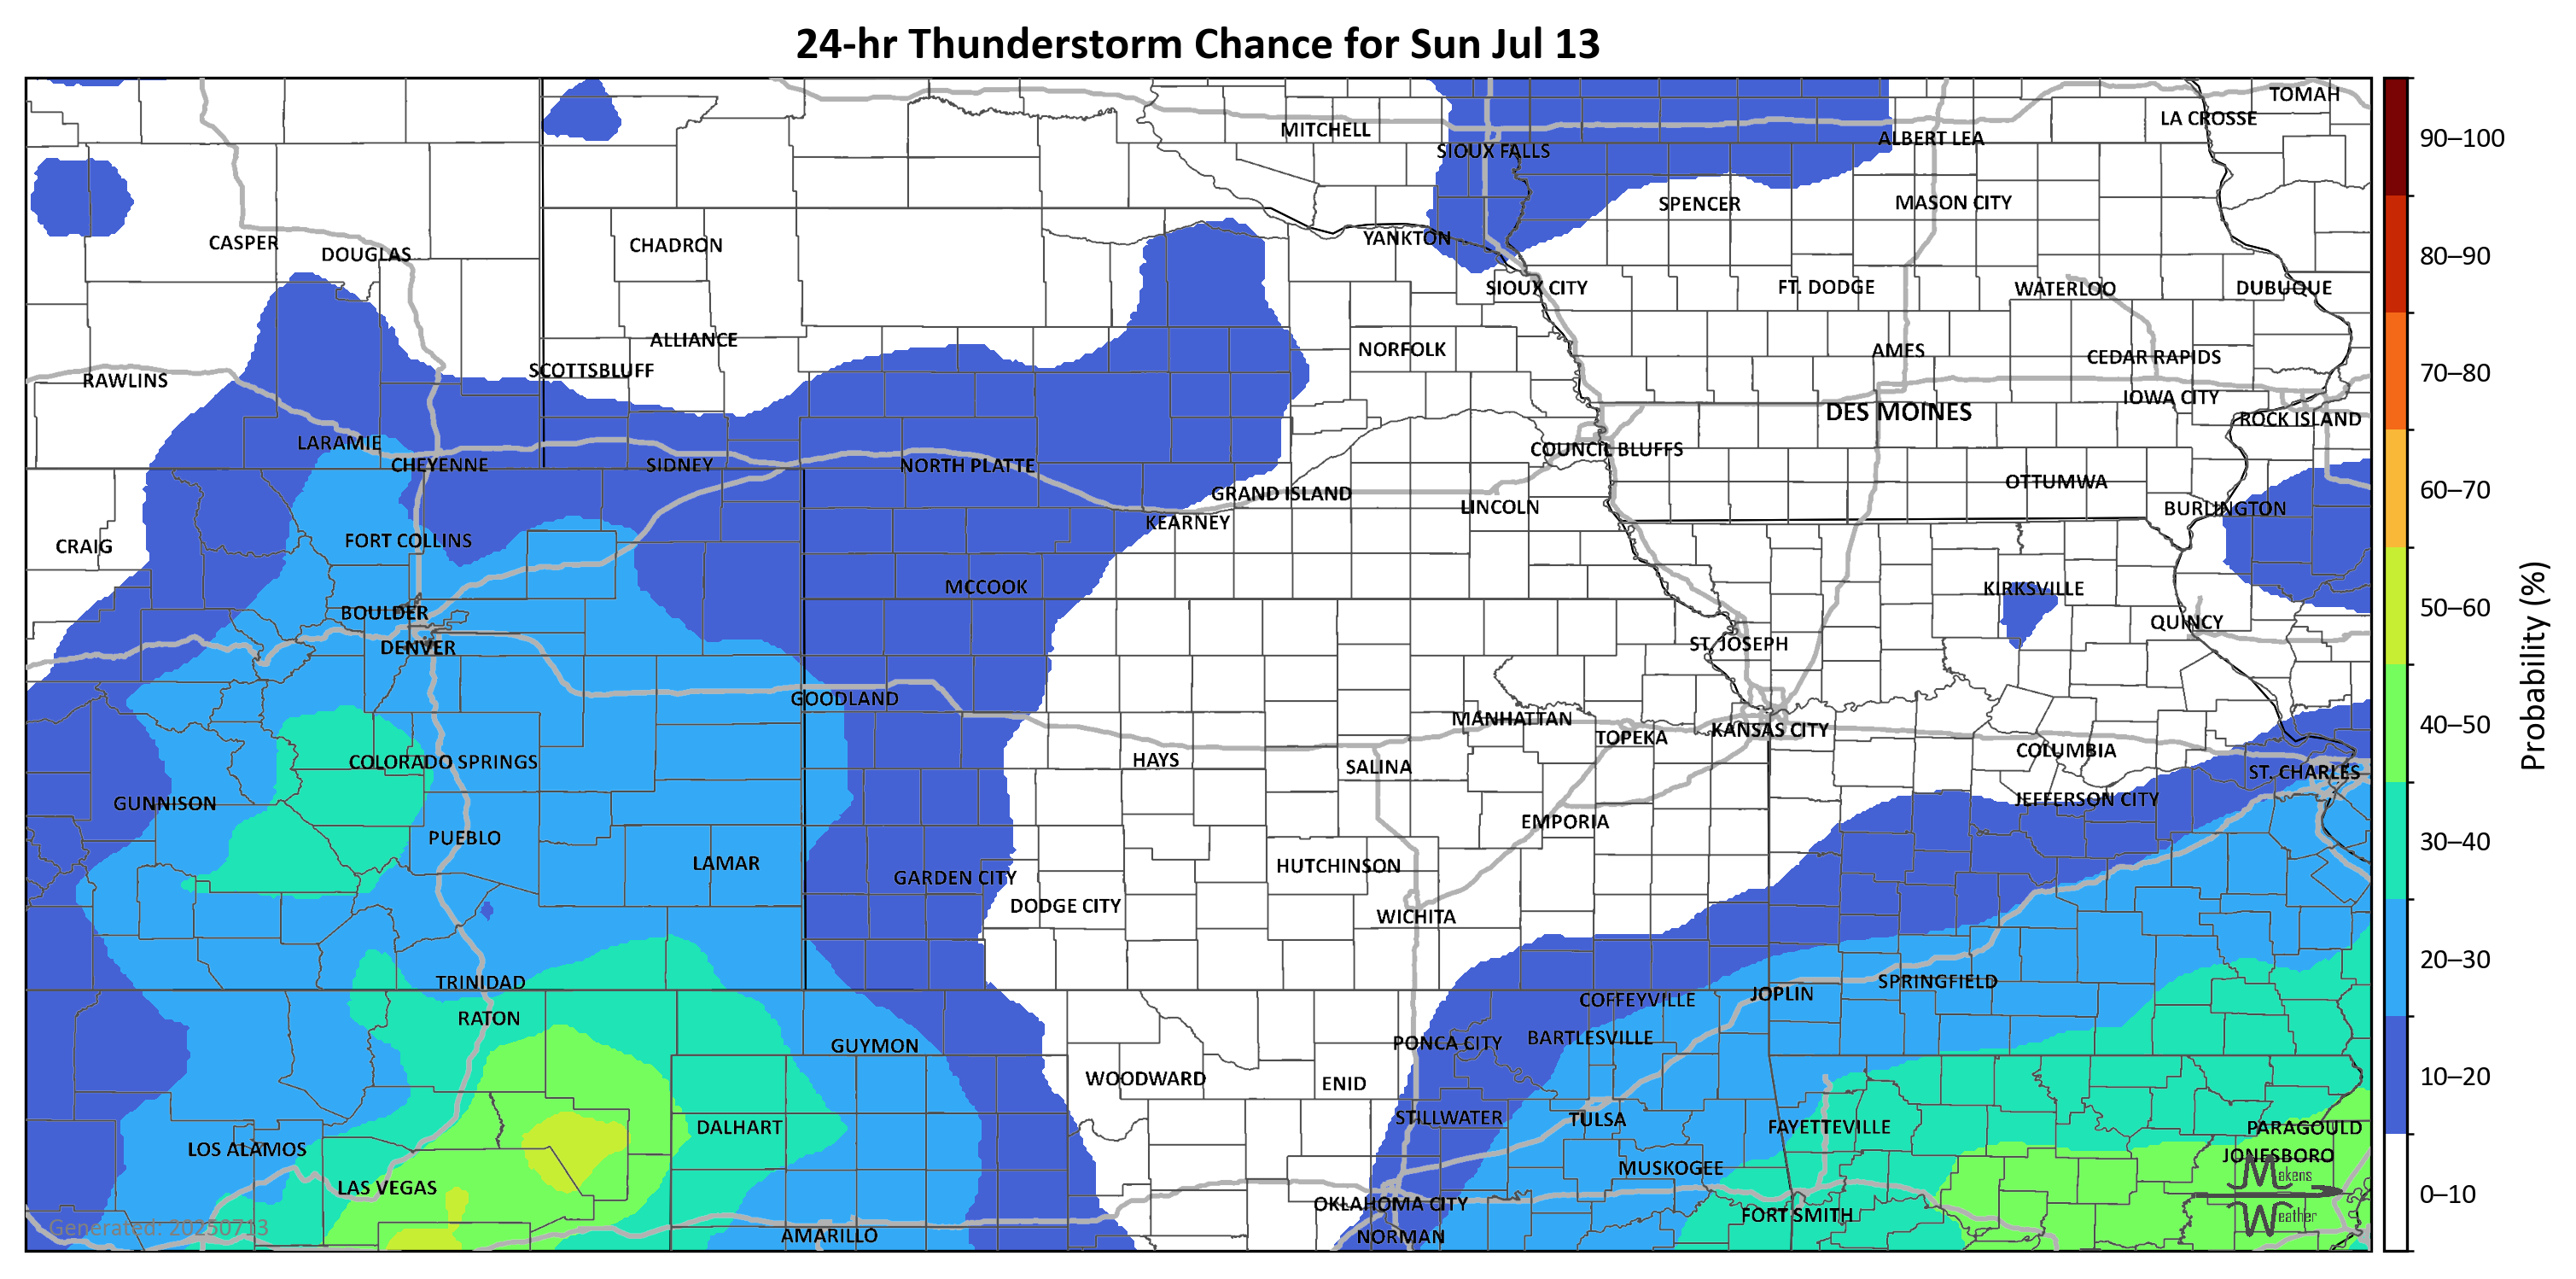 24-hr Thunderstorm Chance for Sun Jul 13
TOMAH
LA CROSSE
MITCHELL
ALBERT LEA
SIOUX FALLS
SPENCER
MASON CITY
CASPER
DOUGLAS
CHADRON
YANKTON
SIOUX CITY
FT. DODGE
WATERLOO
DUBUQUE
ALLIANCE
NORFOLK
AMES
CEDAR RAPIDS
RAWLINS
SCOTTSBLUFF
IOWA CITY
DES MOINES
ROCK ISLAND
LARAMIE
COUNCIL BLUFFS
CHEYENNE
SIDNEY
NORTH PLATTE
OTTUMWA
GRAND ISLAND
LINCOLN
BURLINGTON
KEARNEY
CRAIG
FORT COLLINS
MCCOOK
KIRKSVILLE
BOULDER
QUINCY
DENVER
ST. JOSEPH
GOODLAND
MANHATTAN
TOPEKA
KANSAS CITY
COLUMBIA
COLORADO SPRINGS
HAYS
SALINA
ST. CHARLES
GUNNISON
JEFFERSON CITY
PUEBLO
EMPORIA
LAMAR
HUTCHINSON
GARDEN CITY
DODGE CITY
WICHITA
TRINIDAD
SPRINGFIELD
JOPLIN
COFFEYVILLE
RATON
GUYMON
PONCA CITY
BARTLESVILLE
WOODWARD
ENID
STILLWATER
TULSA
DALHART
FAYETTEVILLE
PARAGOULD
LOS ALAMOS
JONESBORO
MUSKOGEE
LAS VEGAS
OKLAHOMA CITY
FORT SMITH
AMARILLO
NORMAN
Generated: 20250713
Mekens
Weather
90–100
80–90
70–80
60–70
50–60
40–50
30–40
20–30
10–20
0–10
Probability (%)